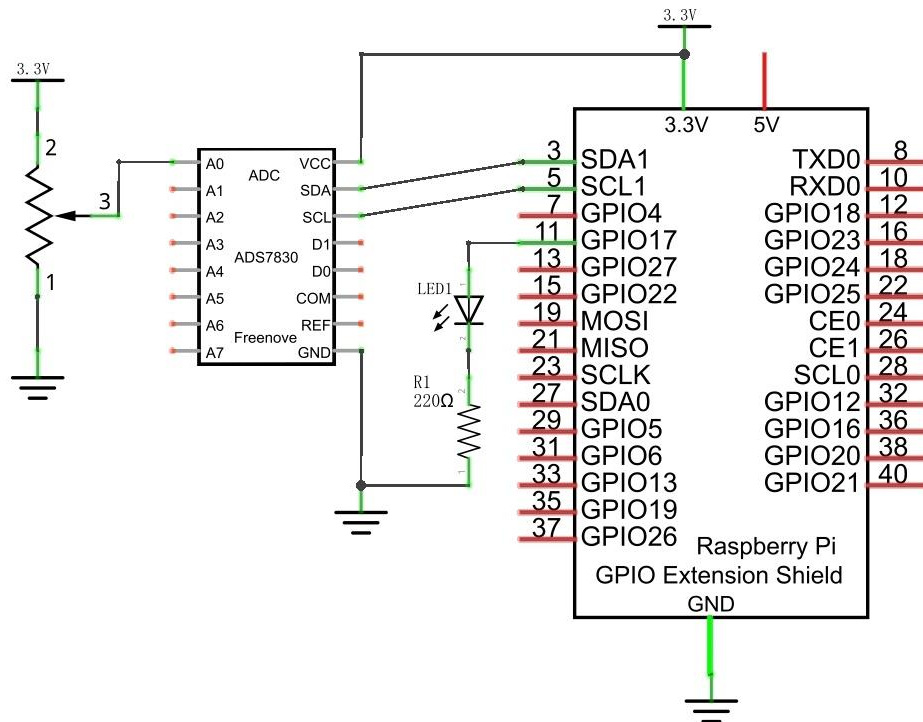 3.3V
3.3V
2
3
1
ADC
ADS7830
Freenove
A0
A1
A2
A3
A4
A5
A6
A7
VCC
SDA
SCL
D1
D0
COM
REF
GND
LED1
1
2
R1
220Ω
2
1
3.3V
5V
3 SDA1
5 SCL1
7 GPIO4
11 GPIO17
13 GPIO27
15 GPIO22
19 MOSI
21 MISO
23 SCLK
27 SDA0
29 GPIO5
31 GPIO6
33 GPIO13
35 GPIO19
37 GPIO26
TXD0 8
RXD0 10
GPIO18 12
GPIO23 16
GPIO24 18
GPIO25 22
CE0 24
CE1 26
SCL0 28
GPIO12 32
GPIO16 36
GPIO20 38
GPIO21 40
Raspberry Pi
GPIO Extension Shield
GND